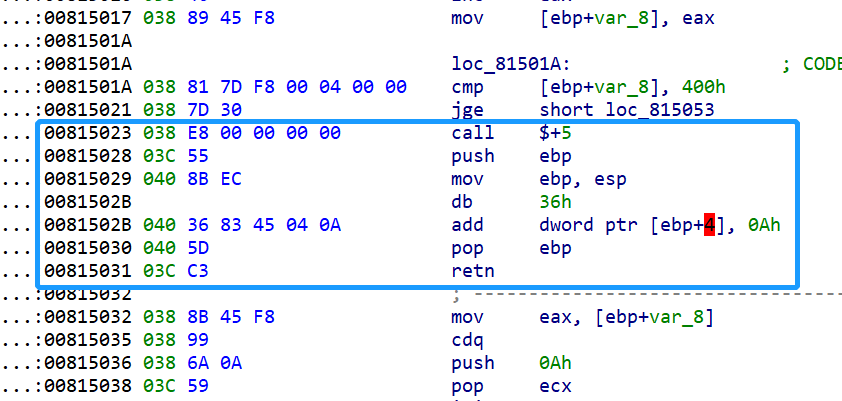 ...:00815017 038 89 45 F8 mov [ebp+var_8], eax
...:0081501A
...:0081501A loc_81501A: ; CODE
...:0081501A 038 81 7D F8 00 04 00 00 cmp [ebp+var_8], 400h
...:00815021 038 7D 30 jge short loc_815053
...:00815023 038 E8 00 00 00 00 call $+5
...:00815028 03C 55 push ebp
...:00815029 040 8B EC mov ebp, esp
...:0081502B db 36h
...:0081502B 040 36 83 45 04 0A add dword ptr [ebp+4], 0Ah
...:00815030 040 5D pop ebp
...:00815031 03C C3 retn
...:00815032 ; ---------------------------------
...:00815032 038 8B 45 F8 mov eax, [ebp+var_8]
...:00815035 038 99 cdq
...:00815036 038 6A 0A push 0Ah
...:00815038 03C 59 pop ecx